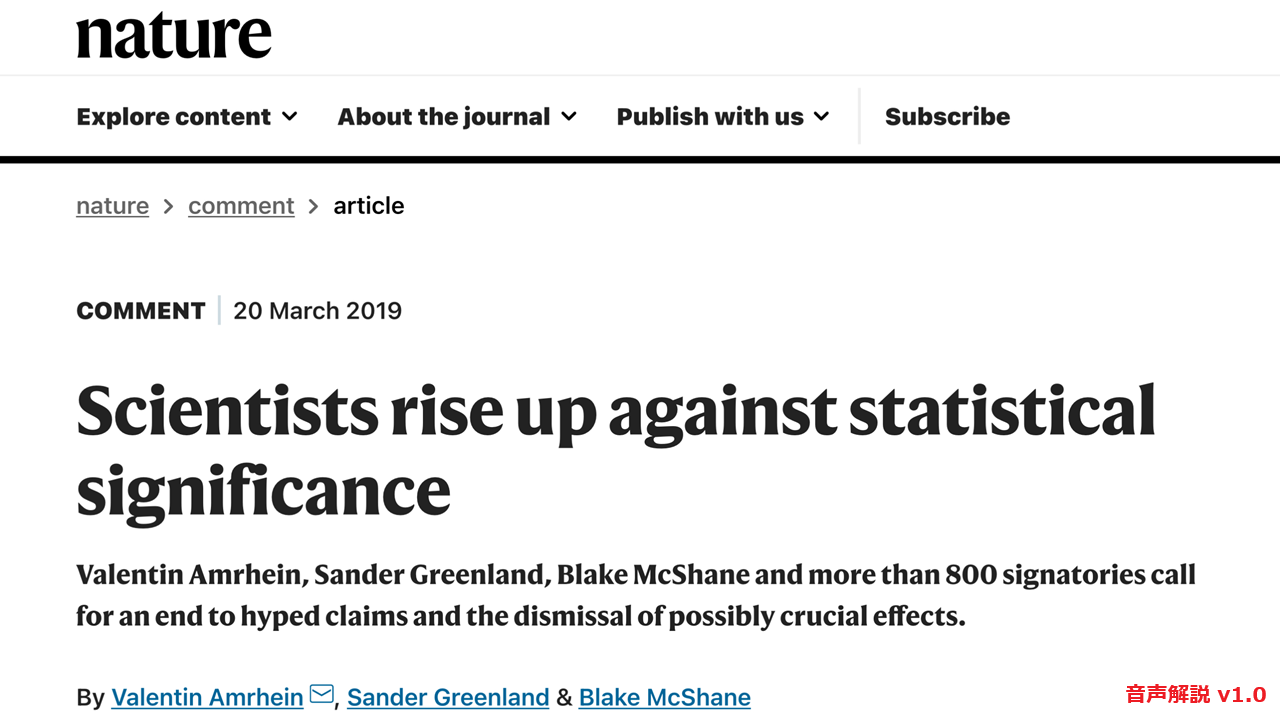 nature
Explore content About the journal Publish with us Subscribe
nature > comment > article
COMMENT | 20 March 2019
Scientists rise up against statistical
significance
Valentin Amrhein, Sander Greenland, Blake McShane and more than 800 signatories call
for an end to hyped claims and the dismissal of possibly crucial effects.
By Valentin Amrhein, Sander Greenland & Blake McShane
音声解説 v1.0